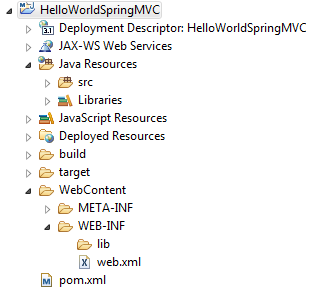 HelloWorldSpringMVC
Deployment Descriptor: HelloWorldSpringMVC
JAX-WS Web Services
Java Resources
src
Libraries
JavaScript Resources
Deployed Resources
build
target
WebContent
META-INF
WEB-INF
lib
web.xml
pom.xml